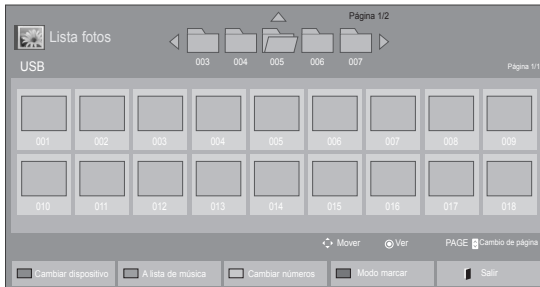 Página 1/2
Lista fotos
003 004 005 006 007
USB
Página 1/1
001 002 003 004 005 006 007 008 009
010 011 012 013 014 015 016 017 018
Mover Ver PAGE Cambio de página
Cambiar dispositivo A lista de música Cambiar números Modo marcar Salir